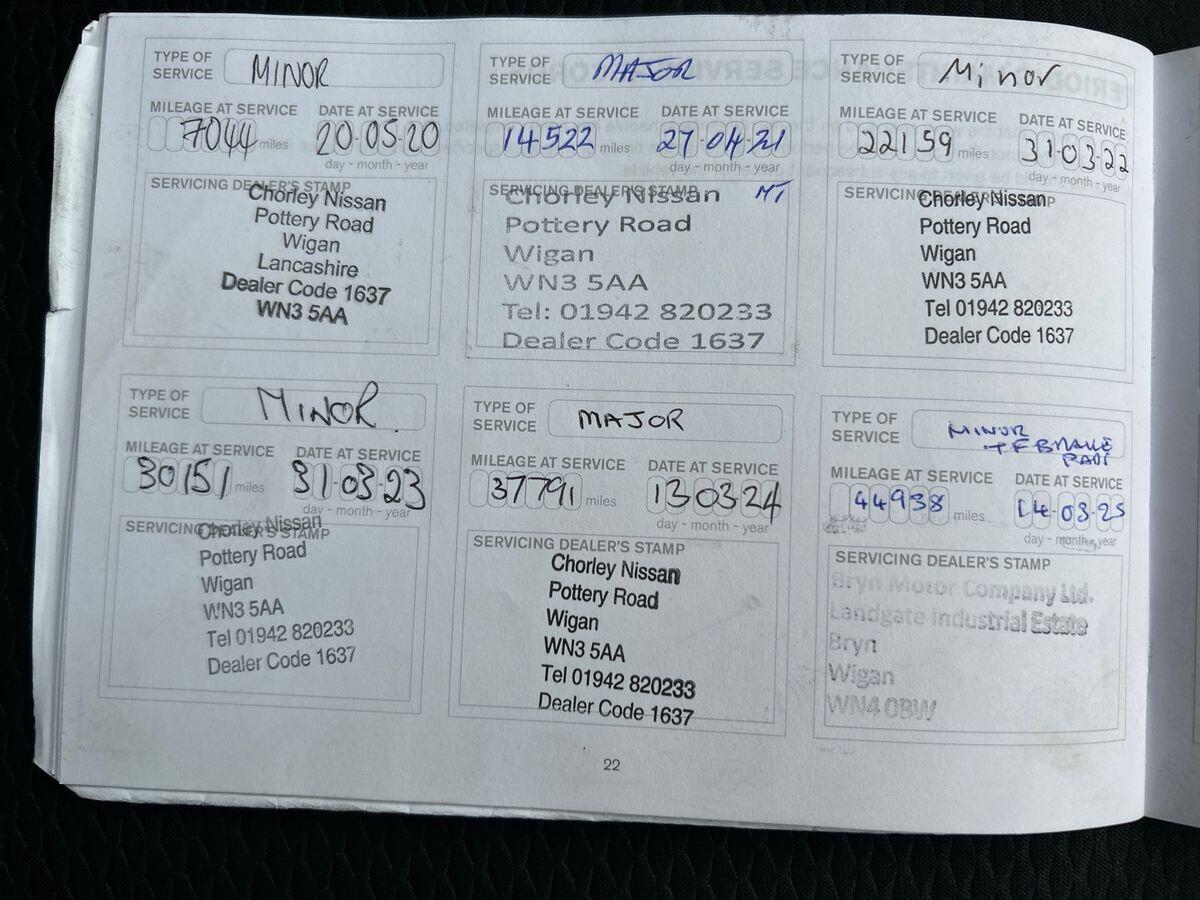 TYPE OF SERVICE MINOR
MILEAGE AT SERVICE DATE AT SERVICE
7044 miles 20-05-20
day - month - year
SERVICING DEALER'S STAMP
Chorley Nissan
Pottery Road
Wigan
Lancashire
Dealer Code 1637
WN3 5AA
TYPE OF SERVICE MAJOR
MILEAGE AT SERVICE DATE AT SERVICE
14522 miles 27-04-21
day - month - year
SERVICING DEALER'S STAMP MT
Chorley Nissan
Pottery Road
Wigan
WN3 5AA
Tel: 01942 820233
Dealer Code 1637
TYPE OF SERVICE Minor
MILEAGE AT SERVICE DATE AT SERVICE
22159 miles 31-03-22
day - month - year
SERVICING DEALER'S STAMP
Chorley Nissan
Pottery Road
Wigan
WN3 5AA
Tel 01942 820233
Dealer Code 1637
TYPE OF SERVICE MINOR
MILEAGE AT SERVICE DATE AT SERVICE
30151 miles 31-03-23
day - month - year
SERVICING DEALER'S STAMP
Chorley Nissan
Pottery Road
Wigan
WN3 5AA
Tel 01942 820233
Dealer Code 1637
TYPE OF SERVICE MAJOR
MILEAGE AT SERVICE DATE AT SERVICE
37791 miles 13 03 24
day - month - year
SERVICING DEALER'S STAMP
Chorley Nissan
Pottery Road
Wigan
WN3 5AA
Tel 01942 820233
Dealer Code 1637
TYPE OF SERVICE MINOR
+ F BRAKE
PADS
MILEAGE AT SERVICE DATE AT SERVICE
44938 miles 14-03-25
day - month - year
SERVICING DEALER'S STAMP
Bryn Motor Company Ltd.
Landgate Industrial Estate
Bryn
Wigan
WN4 0BW
22